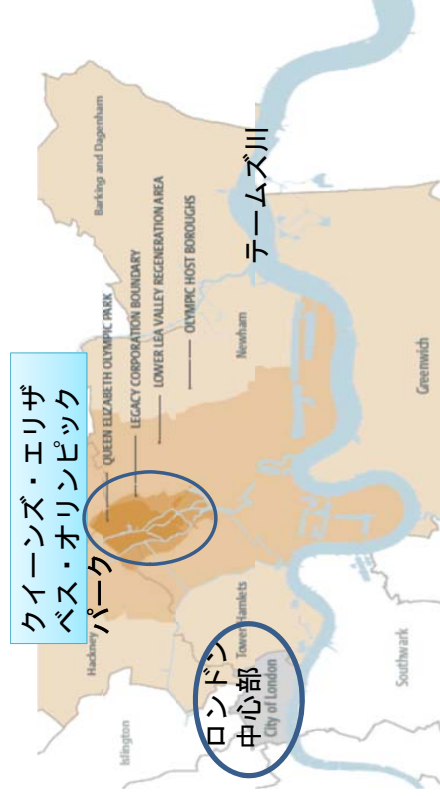 クイーンズ・エリザ
ベス・オリンピック
パーク
QUEEN ELIZABETH OLYMPIC PARK
LEGACY CORPORATION BOUNDARY
LOWER LEA VALLEY REGENERATION AREA
OLYMPIC HOST BOROUGHS
Barking and Dagenham
Hackney
Islington
Newham
テームズ川
Tower Hamlets
ロンドン
中心部
City of London
Southwark
Greenwich